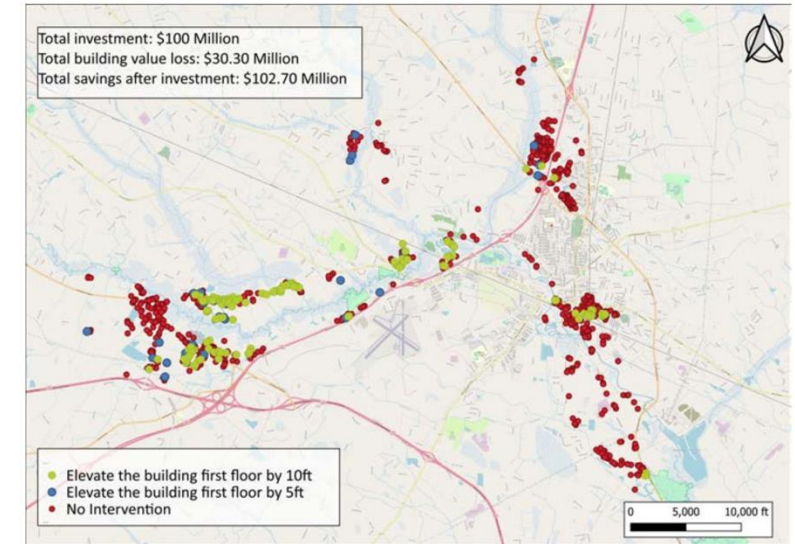 Total investment: $100 Million
Total building value loss: $30.30 Million
Total savings after investment: $102.70 Million
Elevate the building first floor by 10ft
Elevate the building first floor by 5ft
No Intervention
0 5,000 10,000 ft